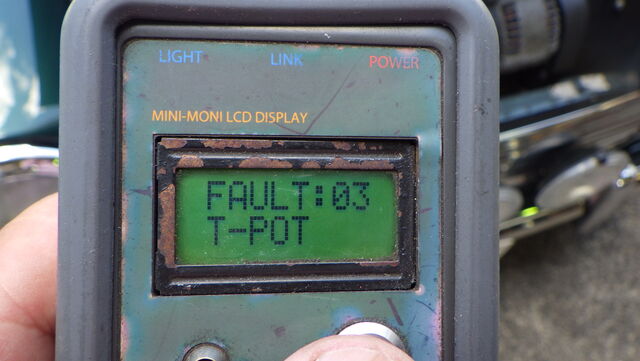 LIGHT LINK POWER
MINI-MONI LCD DISPLAY
FAULT:03
T-POT